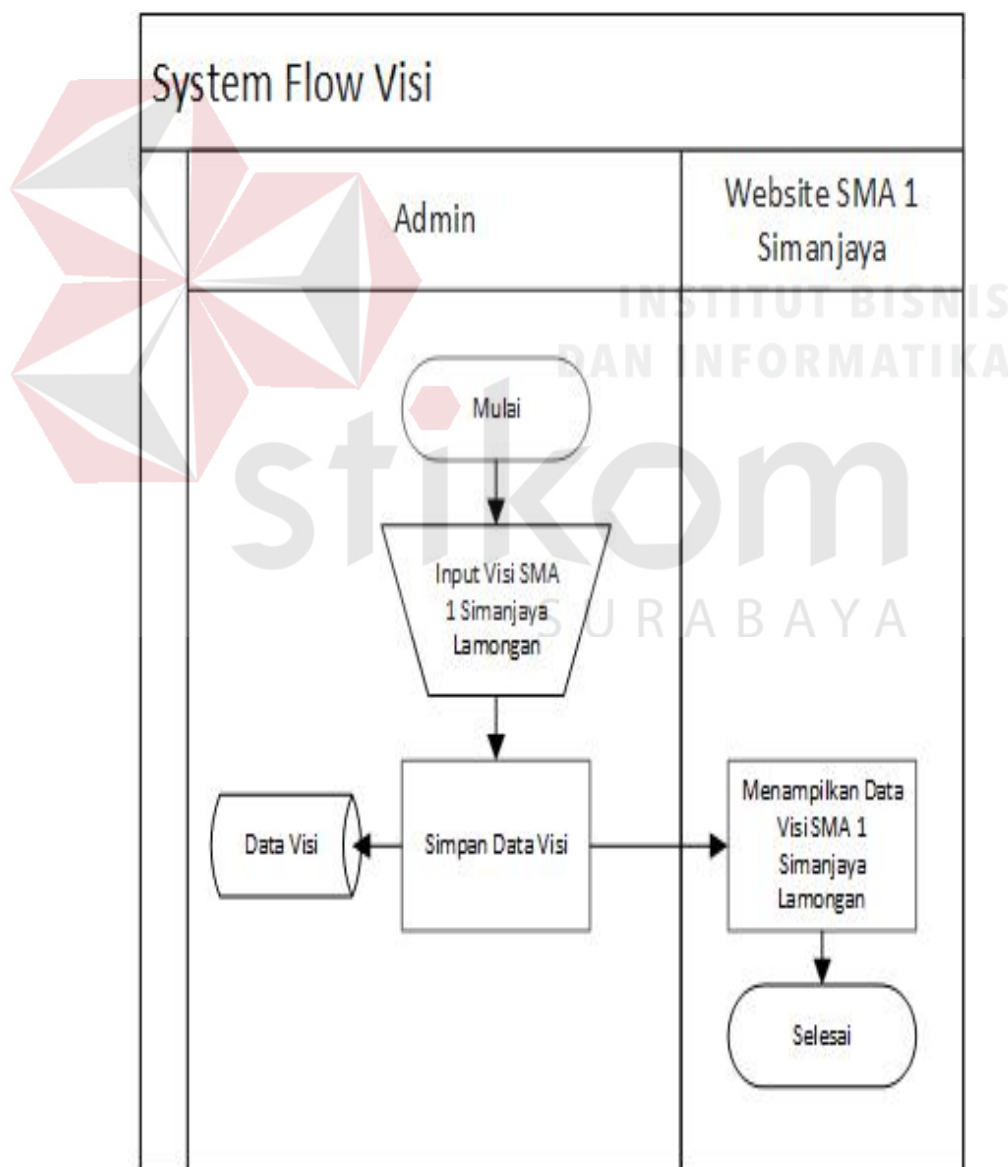 System Flow Visi
Admin
Website SMA 1
Simanjaya
INSTITUT BISNIS
DAN INFORMATIKA
stikom
SURABAYA
Mulai
Input Visi SMA
1 Simanjaya
Lamongan
Data Visi
Simpan Data Visi
Menampilkan Data
Visi SMA 1
Simanjaya
Lamongan
Selesai